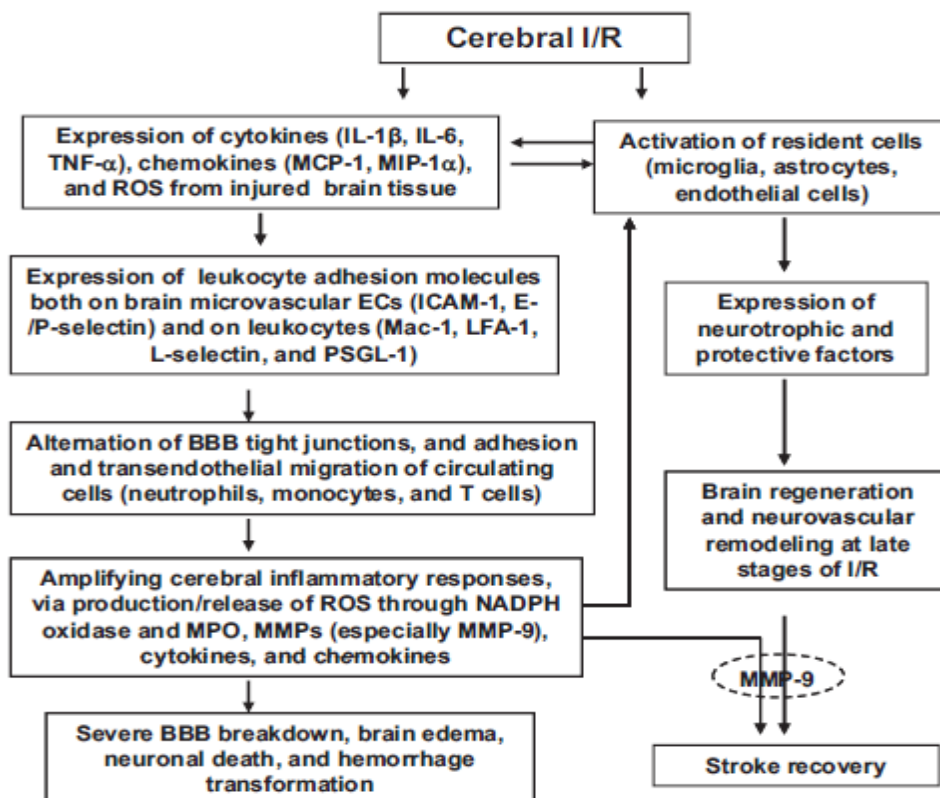 Cerebral I/R
Expression of cytokines (IL-1β, IL-6,
TNF-α), chemokines (MCP-1, MIP-1α),
and ROS from injured brain tissue
Activation of resident cells
(microglia, astrocytes,
endothelial cells)
Expression of leukocyte adhesion molecules
both on brain microvascular ECs (ICAM-1, E-
/P-selectin) and on leukocytes (Mac-1, LFA-1,
L-selectin, and PSGL-1)
Expression of
neurotrophic and
protective factors
Alternation of BBB tight junctions, and adhesion
and transendothelial migration of circulating
cells (neutrophils, monocytes, and T cells)
Brain regeneration
and neurovascular
remodeling at late
stages of I/R
Amplifying cerebral inflammatory responses,
via production/release of ROS through NADPH
oxidase and MPO, MMPs (especially MMP-9),
cytokines, and chemokines
MMP-9
Severe BBB breakdown, brain edema,
neuronal death, and hemorrhage
transformation
Stroke recovery